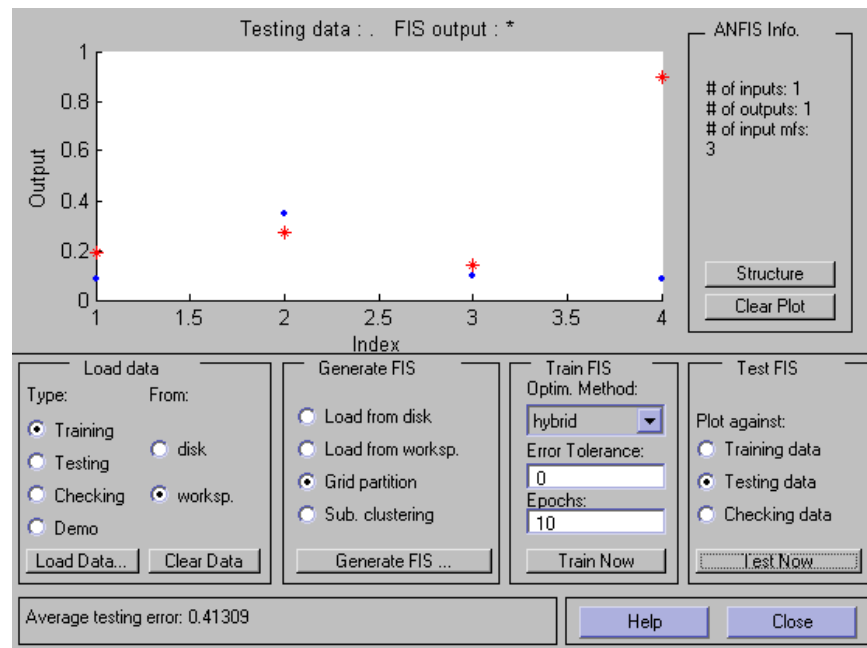 Testing data : .   FIS output : *
Output
1
0.8
0.6
0.4
0.2
0
1
1.5
2
2.5
3
3.5
4
Index
ANFIS Info.
# of inputs: 1
# of outputs: 1
# of input mfs:
3
Structure
Clear Plot
Load data
Type:
From:
Training
Testing
Checking
Demo
disk
worksp.
Load Data...
Clear Data
Generate FIS
Load from disk
Load from worksp.
Grid partition
Sub. clustering
Generate FIS ...
Train FIS
Optim. Method:
hybrid
Error Tolerance:
0
Epochs:
10
Train Now
Test FIS
Plot against:
Training data
Testing data
Checking data
Test Now
Average testing error: 0.41309
Help
Close